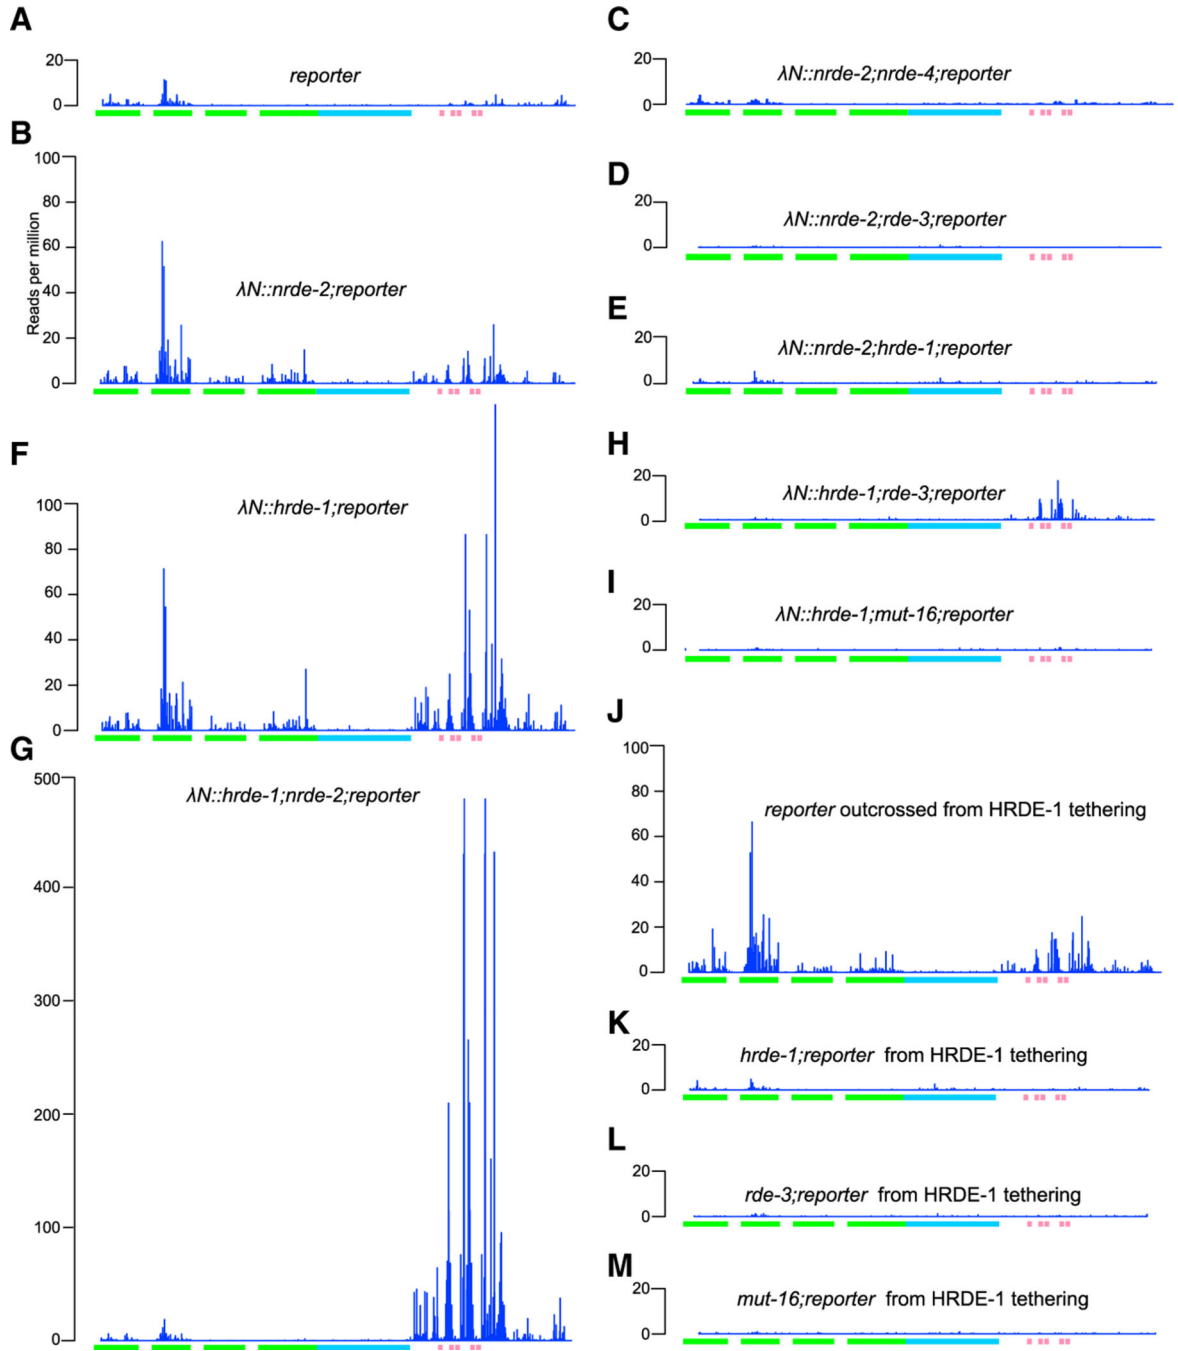 A
20
0
reporter
B
100
80
60
40
20
0
Reads per million
λN::nrde-2;reporter
F
100
80
60
40
20
0
λN::hrde-1;reporter
G
500
400
300
200
100
0
λN::hrde-1;nrde-2;reporter
C
20
0
λN::nrde-2;nrde-4;reporter
D
20
0
λN::nrde-2;rde-3;reporter
E
20
0
λN::nrde-2;hrde-1;reporter
H
20
0
λN::hrde-1;rde-3;reporter
I
20
0
λN::hrde-1;mut-16;reporter
J
100
80
60
40
20
0
reporter outcrossed from HRDE-1 tethering
K
20
0
hrde-1;reporter from HRDE-1 tethering
L
20
0
rde-3;reporter from HRDE-1 tethering
M
20
0
mut-16;reporter from HRDE-1 tethering